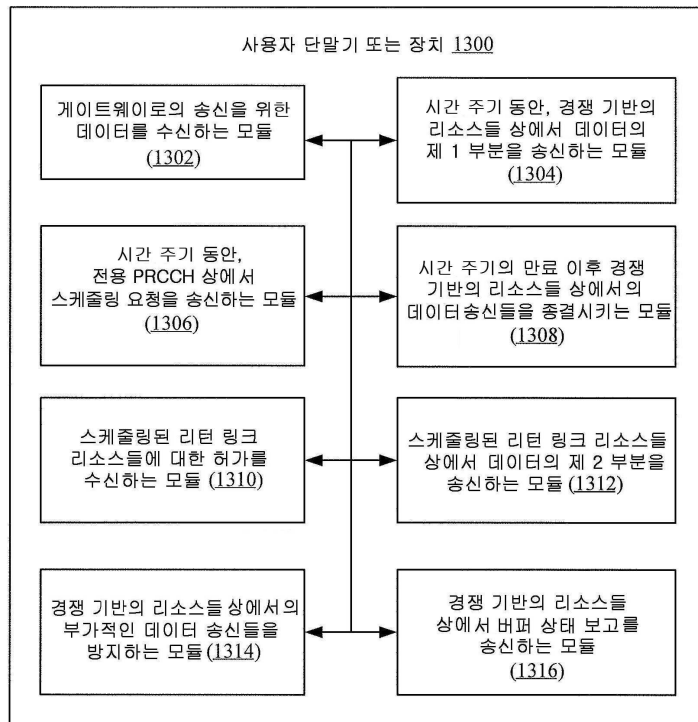 사용자 단말기 또는 장치 1300
게이트웨이로의 송신을 위한
데이터를 수신하는 모듈
(1302)
시간 주기 동안, 경쟁 기반의
리소스들 상에서 데이터의
제 1 부분을 송신하는 모듈
(1304)
시간 주기 동안,
전용 PRCCH 상에서
스케줄링 요청을 송신하는 모듈
(1306)
시간 주기의 만료 이후 경쟁
기반의 리소스들 상에서의
데이터송신들을 종결시키는 모듈
(1308)
스케줄링된 리턴 링크
리소스들에 대한 허가를
수신하는 모듈 (1310)
스케줄링된 리턴 링크 리소스들
상에서 데이터의 제 2 부분을
송신하는 모듈(1312)
경쟁 기반의 리소스들 상에서의
부가적인 데이터 송신들을
방지하는 모듈(1314)
경쟁 기반의 리소스들
상에서 버퍼 상태 보고를
송신하는 모듈
(1316)